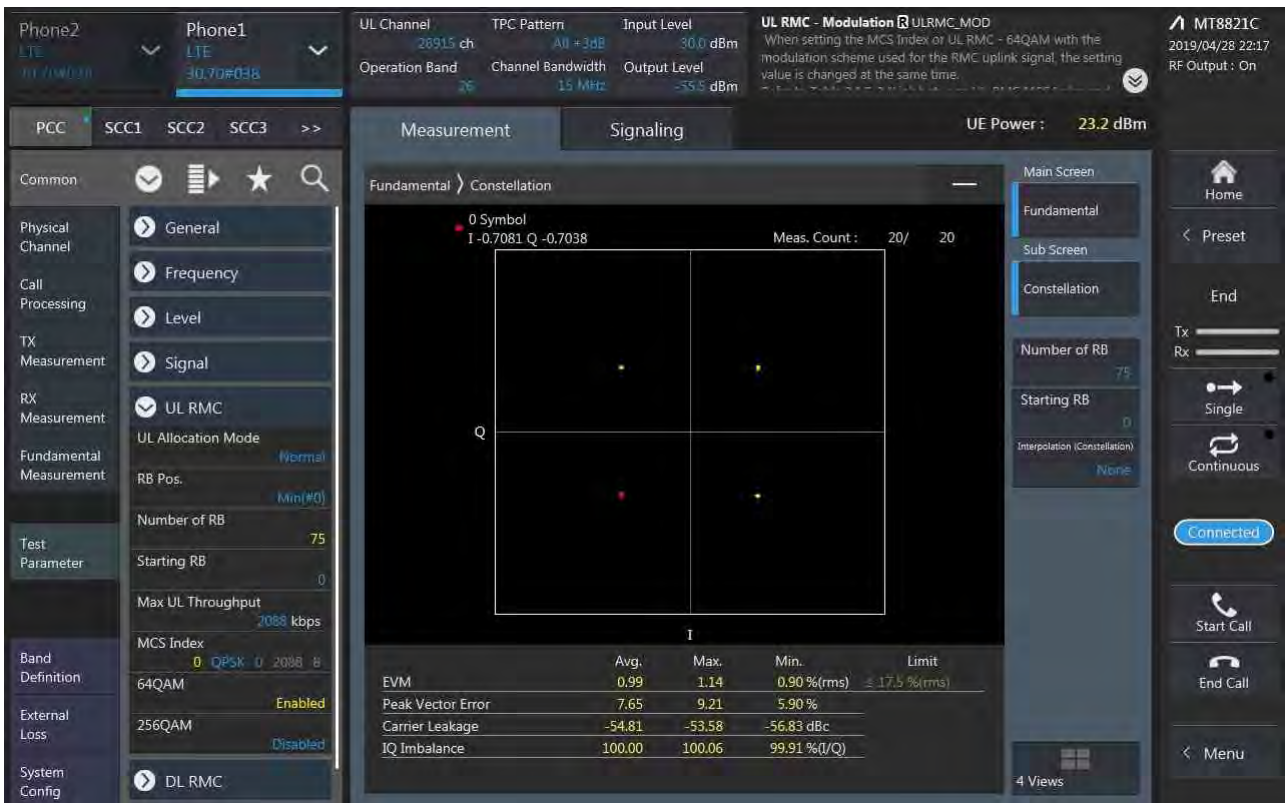 Phone2
LTE
Phone1
LTE
30.70#038
UL Channel
26915 ch
Operation Band
26
TPC Pattern
All +3dB
Channel Bandwidth
15 MHz
Input Level
30.0 dBm
Output Level
-55.5 dBm
UL RMC - Modulation R ULRMC_MOD
When setting the MCS Index or UL RMC - 64QAM with the
modulation scheme used for the RMC uplink signal, the setting
value is changed at the same time.
MT8821C
2019/04/28 22:17
RF Output : On
PCC SCC1 SCC2 SCC3 >>
Measurement
Signaling
UE Power : 23.2 dBm
Common
Physical
Channel
Call
Processing
TX
Measurement
RX
Measurement
Fundamental
Measurement
Test
Parameter
Band
Definition
External
Loss
System
Config
General
Frequency
Level
Signal
UL RMC
UL Allocation Mode
Normal
RB Pos.
Min(#0)
Number of RB
75
Starting RB
0
Max UL Throughput
2088 kbps
MCS Index
0 QPSK 0 2088 8
64QAM
Enabled
256QAM
Disabled
DL RMC
Fundamental > Constellation
0 Symbol
I -0.7081 Q -0.7038
Meas. Count : 20/ 20
Q
I
Avg. Max. Min. Limit
EVM 0.99 1.14 0.90 %(rms) ≤ 17.5 %(rms)
Peak Vector Error 7.65 9.21 5.90 %
Carrier Leakage -54.81 -53.58 -56.83 dBc
IQ Imbalance 100.00 100.06 99.91 %(I/Q)
Main Screen
Fundamental
Sub Screen
Constellation
Number of RB
75
Starting RB
0
Interpolation (Constellation)
None
4 Views
Home
< Preset
End
Tx
Rx
Single
Continuous
Connected
Start Call
End Call
< Menu